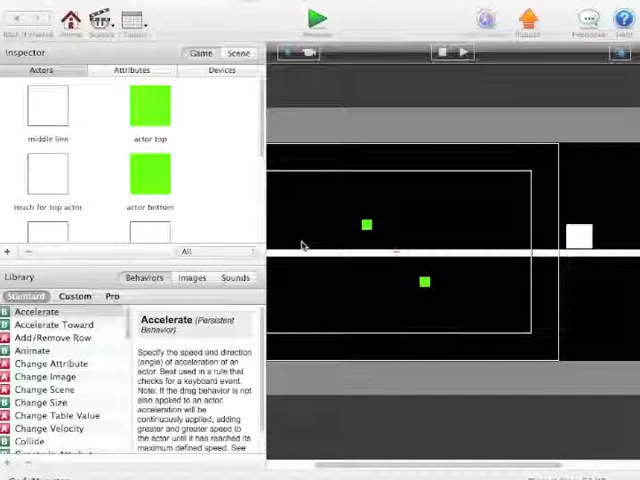 Home
Inspector
Game
Scene
Actors
Attributes
Devices
middle line
actor top
touch for top actor
actor bottom
+
−
All
Library
Behaviors
Images
Sounds
Standard
Custom
Pro
B Accelerate
B Accelerate Toward
A Add/Remove Row
B Animate
A Change Attribute
A Change Image
A Change Scene
A Change Size
A Change Table Value
A Change Velocity
B Collide
Accelerate (Persistent
Behavior)
Specify the speed and direction
(angle) of acceleration of an
actor. Best used in a rule that
checks for a keyboard event.
Note: If the drag behavior is
not also applied to an actor,
acceleration will be
continuously applied, adding
greater and greater speed to
the actor until it has reached its
maximum defined speed. See